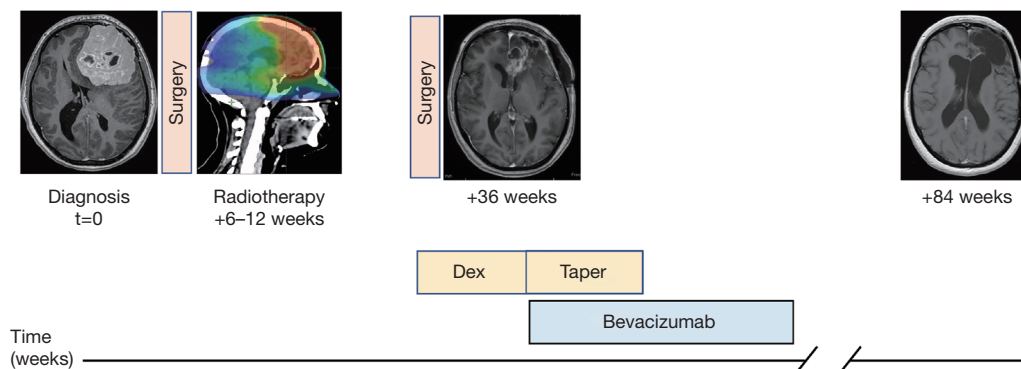 Surgery
Surgery
Diagnosis
t=0
Radiotherapy
+6–12 weeks
+36 weeks
+84 weeks
Dex
Taper
Bevacizumab
Time
(weeks)